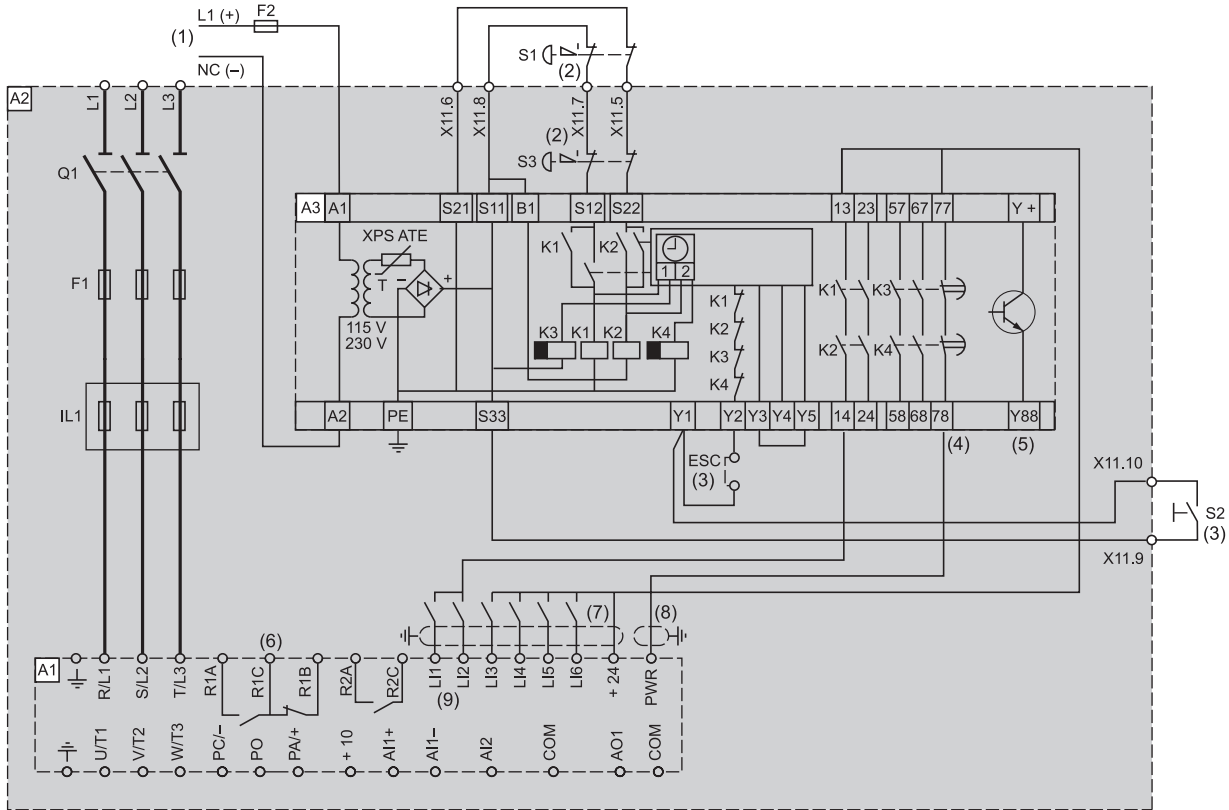 L1 (+) F2
(1)
NC (–)
S1 (2)
A2 L1 L2 L3 X11.6 X11.8 X11.7 X11.5
(2)
S3
Q1
A3 A1 S21 S11 B1 S12 S22 13 23 57 67 77 Y +
XPS ATE
K1 K2
1 2
T – +
F1
K1 K3
K1
115 V
230 V
K3 K1 K2 K4
K2
K2 K4
K3
K4
IL1
A2 PE S33 Y1 Y2 Y3 Y4 Y5 14 24 58 68 78 Y88
(4) (5)
ESC
(3)
X11.10
S2
(3)
X11.9
(7) (8)
(6)
A1 R/L1 S/L2 T/L3 R1A R1C R1B R2A R2C LI1 LI2 LI3 LI4 LI5 LI6 + 24 PWR
(9)
U/T1 V/T2 W/T3 PC/– PO PA/+ + 10 AI1+ AI1– AI2 COM AO1 COM